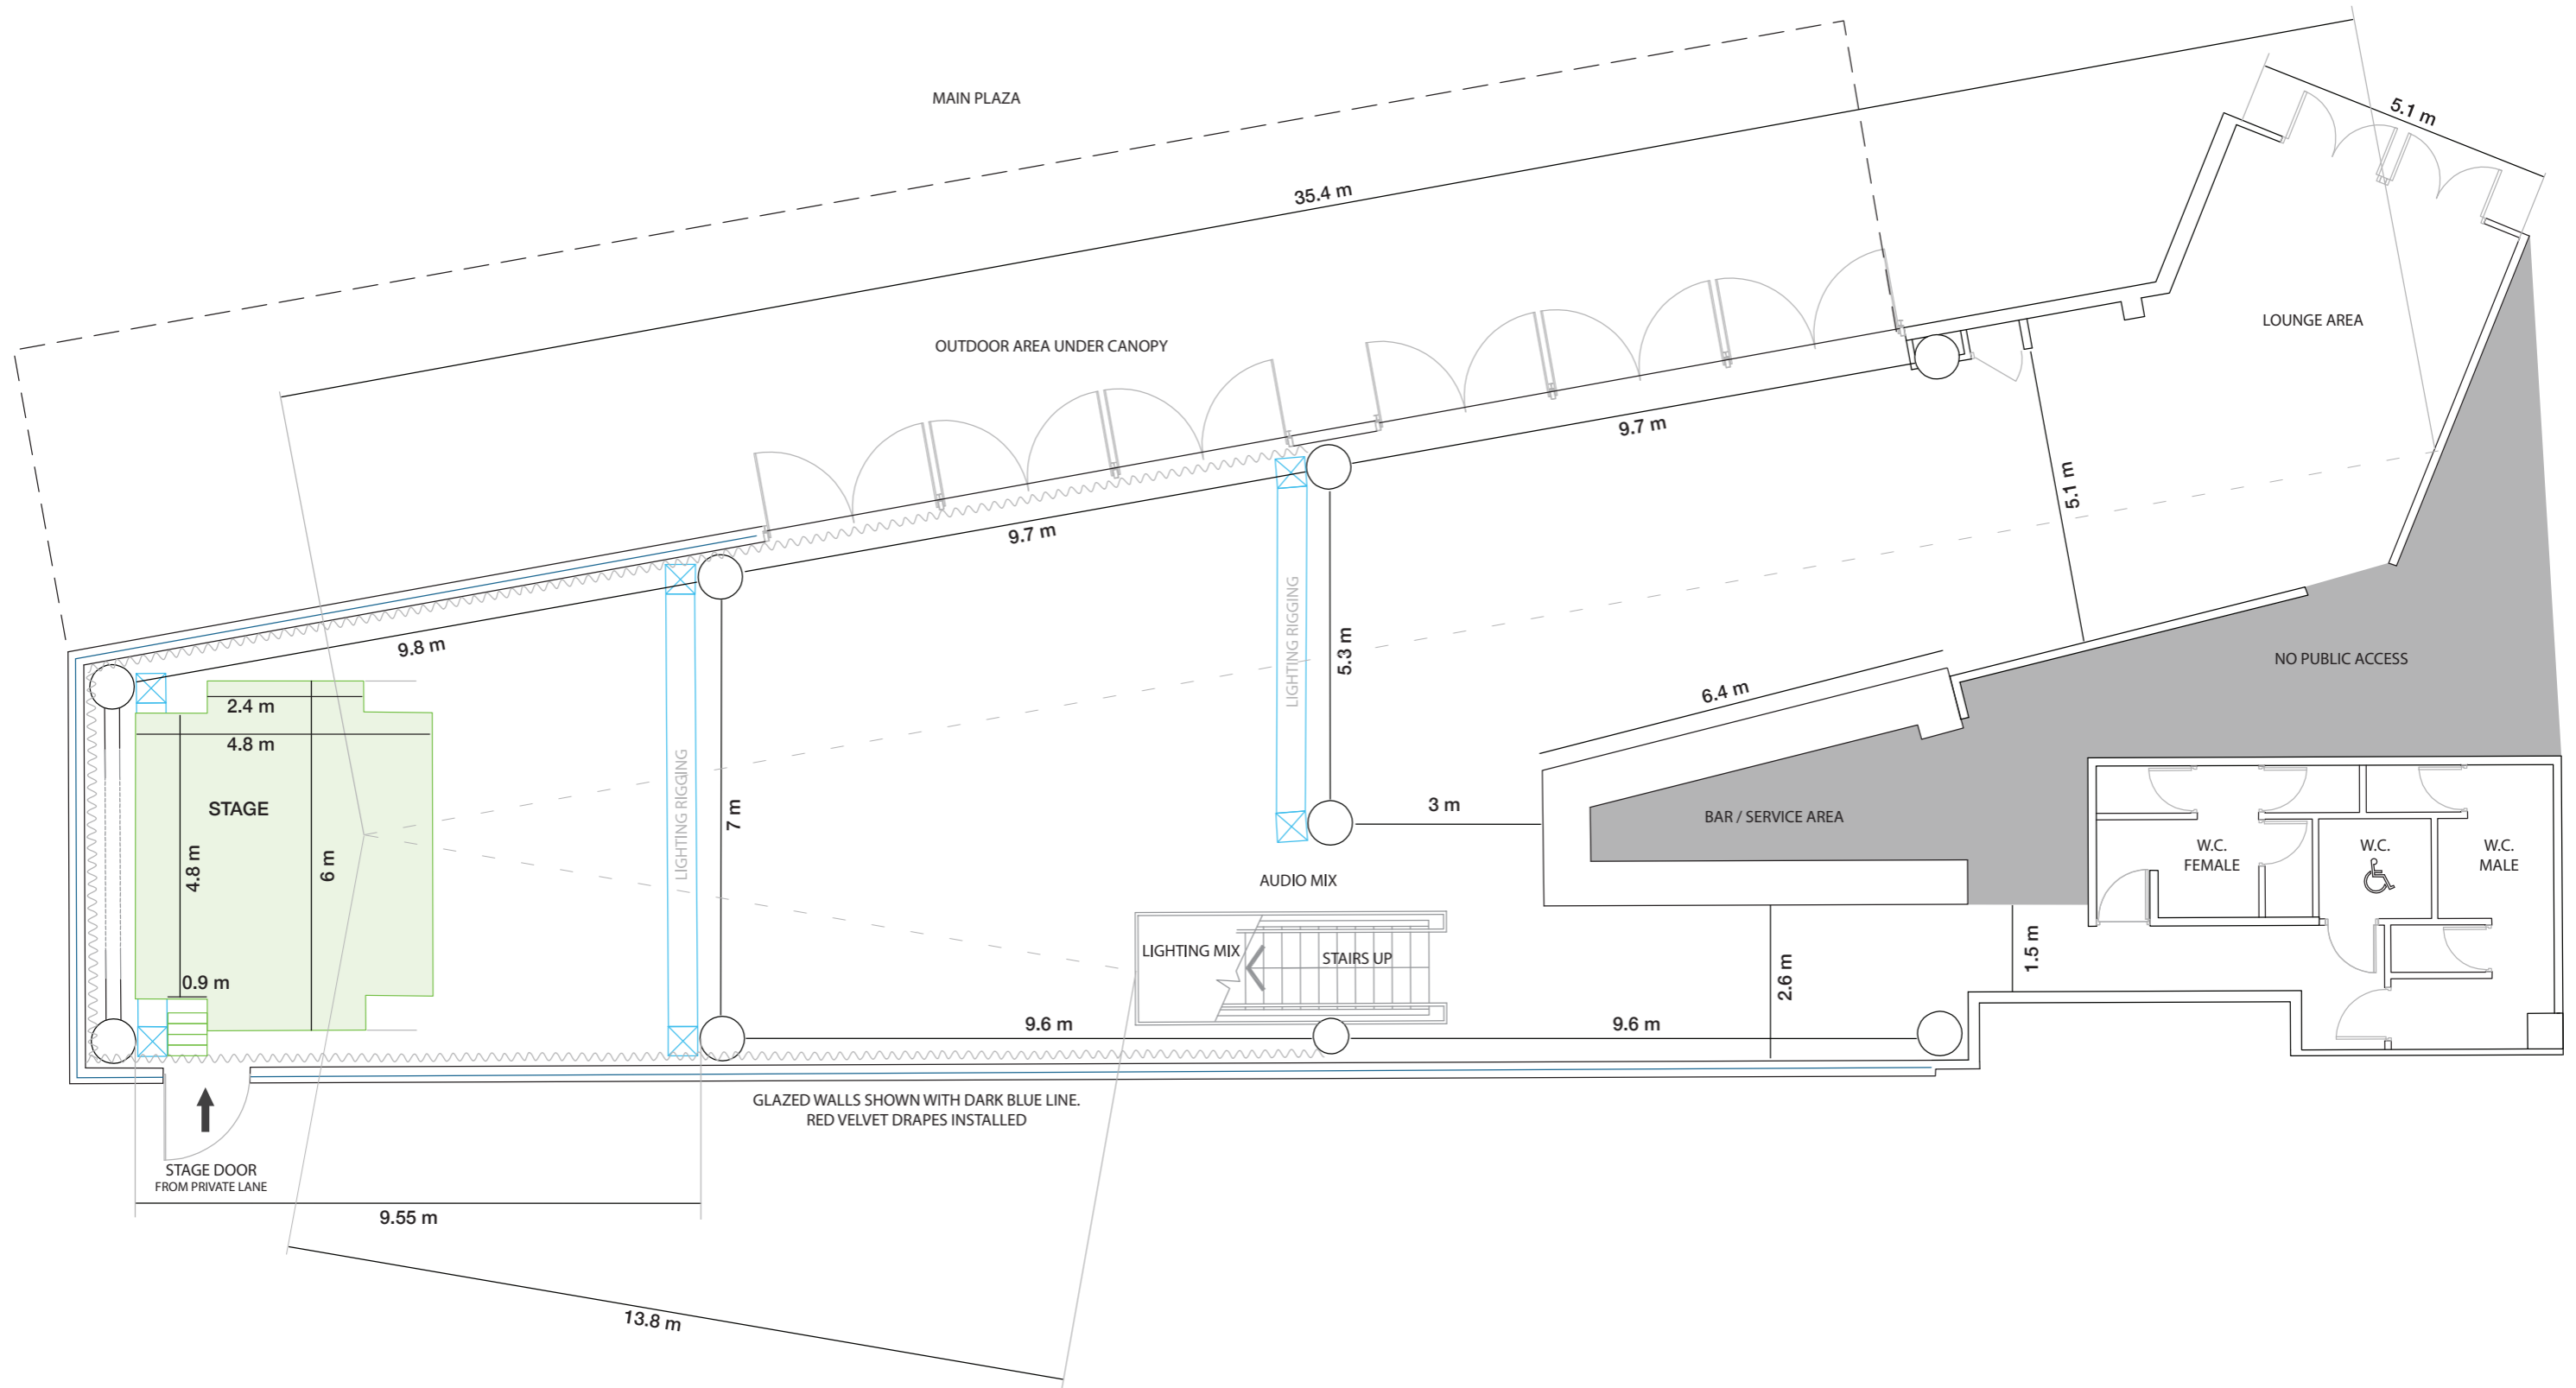 MAIN PLAZA
5.1 m
35.4 m
LOUNGE AREA
OUTDOOR AREA UNDER CANOPY
9.7 m
5.1 m
9.7 m
9.8 m
LIGHTING RIGGING
5.3 m
NO PUBLIC ACCESS
6.4 m
2.4 m
4.8 m
STAGE
LIGHTING RIGGING
7 m
3 m
BAR / SERVICE AREA
4.8 m
6 m
W.C.
FEMALE
W.C.
W.C.
MALE
AUDIO MIX
LIGHTING MIX
STAIRS UP
0.9 m
2.6 m
1.5 m
9.6 m
9.6 m
GLAZED WALLS SHOWN WITH DARK BLUE LINE.
RED VELVET DRAPES INSTALLED
STAGE DOOR
FROM PRIVATE LANE
9.55 m
13.8 m